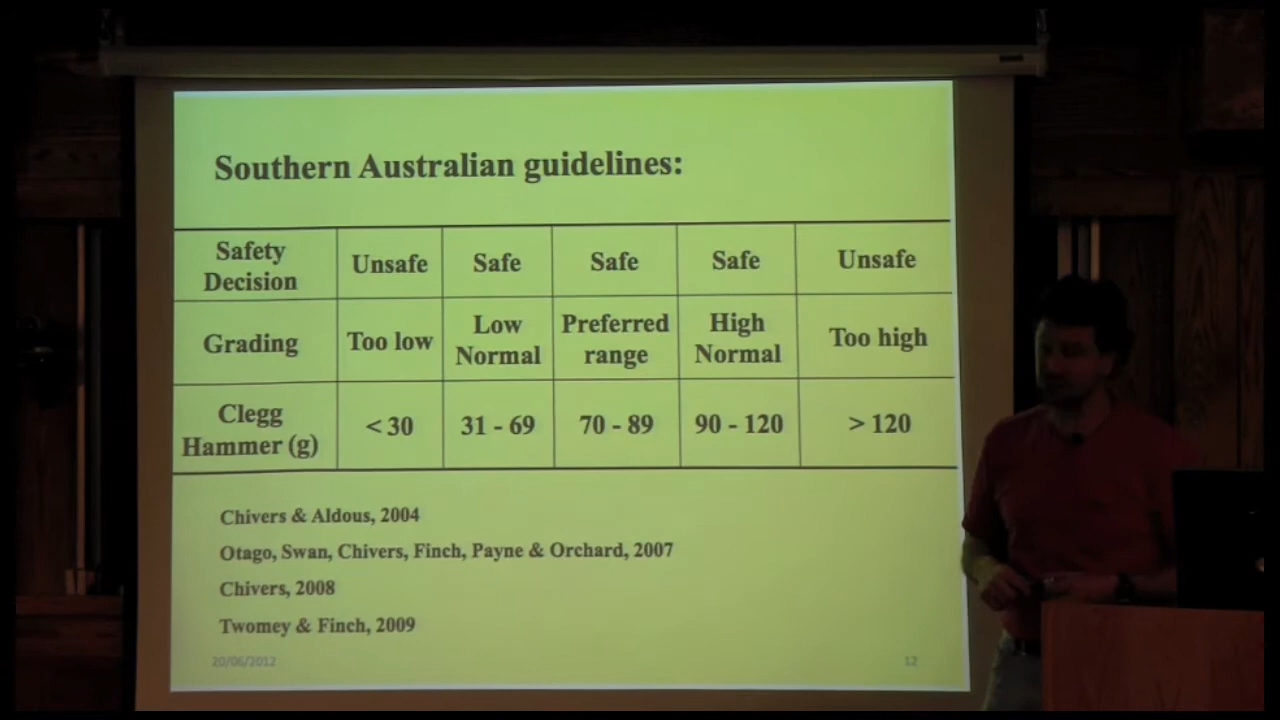 Southern Australian guidelines:
Safety Decision Unsafe Safe Safe Safe Unsafe
Grading Too low Low Normal Preferred range High Normal Too high
Clegg Hammer (g) < 30 31 - 69 70 - 89 90 - 120 > 120
Chivers & Aldous, 2004
Otago, Swan, Chivers, Finch, Payne & Orchard, 2007
Chivers, 2008
Twomey & Finch, 2009
20/06/2012 12